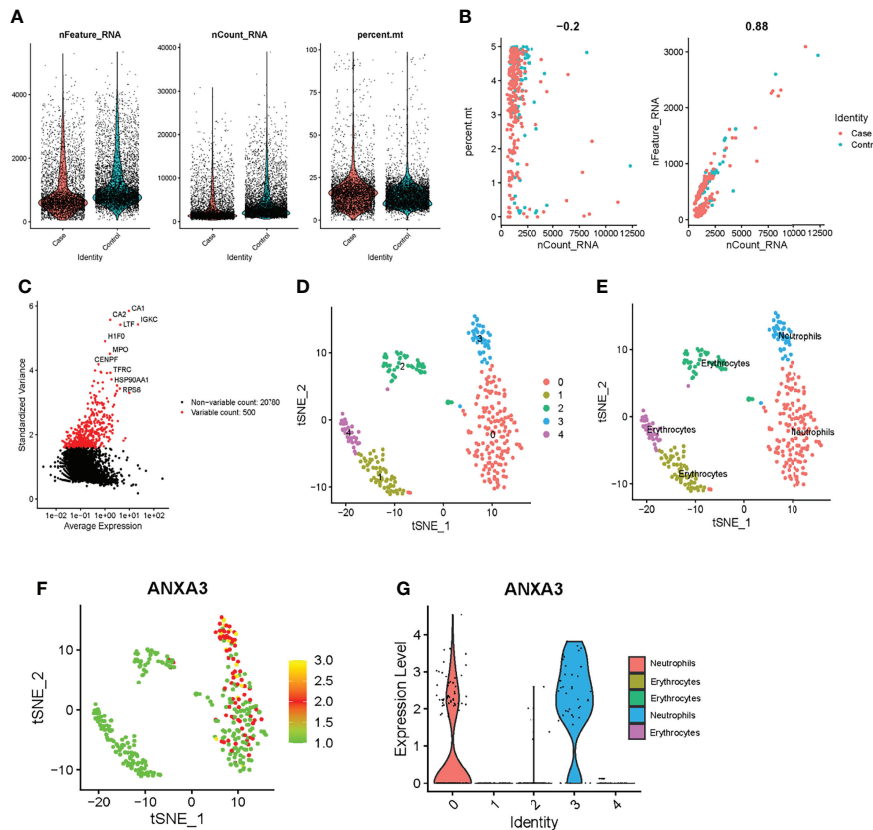 A
nFeature_RNA
nCount_RNA
percent.mt
4000
2000
0
40000
30000
20000
10000
0
100
75
50
25
0
Case
Control
Case
Control
Case
Control
Identity
Identity
Identity
B
−0.2
0.88
percent.mt
5
4
3
2
1
0
0
2500
5000
7500
10000
12500
nCount_RNA
nFeature_RNA
3000
2000
1000
0
0
2500
5000
7500
10000
12500
nCount_RNA
Identity
Case
Contr
C
Standardized Variance
6
4
2
0
CA1
CA2
LTF
IGKC
H1F0
MPO
CENPF
TFRC
HSP90AA1
RPS6
1e−02
1e−01
1e+00
1e+02
Average Expression
Non-variable count: 20780
Variable count: 500
D
tSNE_2
10
0
−10
−20
−10
0
10
tSNE_1
3
2
0
4
1
0
1
2
3
4
E
tSNE_2
10
0
−10
−20
−10
0
10
tSNE_1
Neutrophils
Erythrocytes
Erythrocytes
Neutrophils
Erythrocytes
F
ANXA3
tSNE_2
10
0
−10
−20
−10
0
10
tSNE_1
3.0
2.5
2.0
1.5
1.0
G
ANXA3
Expression Level
4
3
2
1
0
0
1
2
3
4
Identity
Neutrophils
Erythrocytes
Erythrocytes
Neutrophils
Erythrocytes